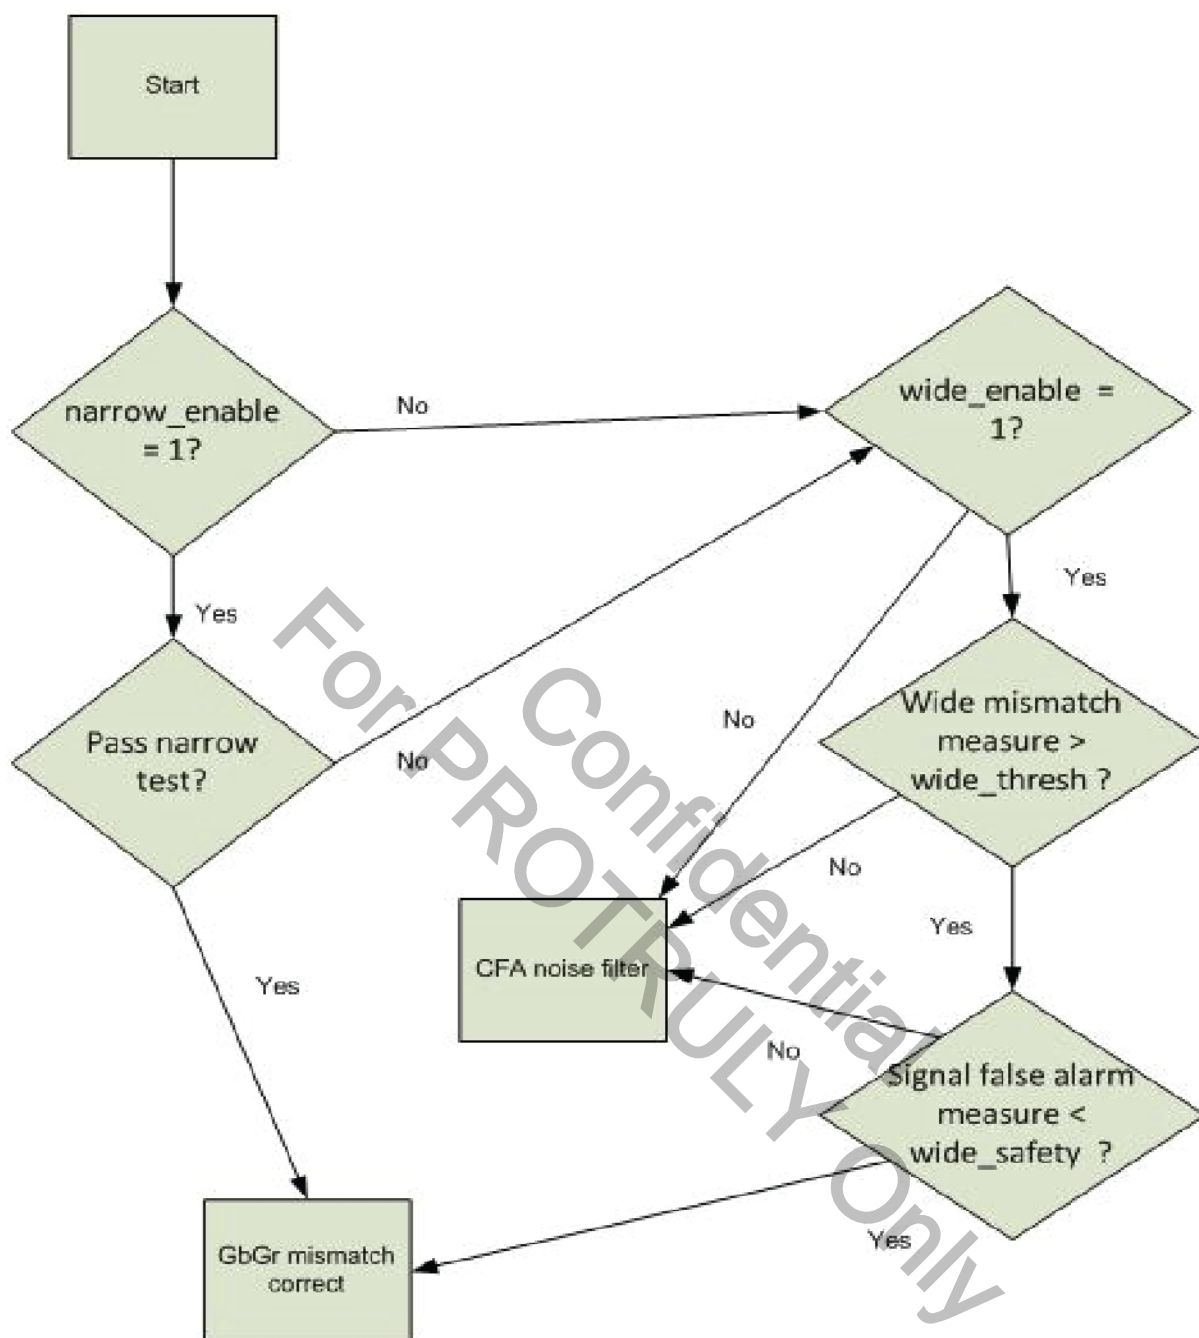 Start
narrow_enable
= 1?
No
wide_enable =
1?
Yes
Yes
Pass narrow
test?
No
No
Wide mismatch
measure >
wide_thresh ?
No
Yes
CFA noise filter
Yes
No
Signal false alarm
measure <
wide_safety ?
Yes
GbGr mismatch
correct
Confidential
For PROTRULY Only